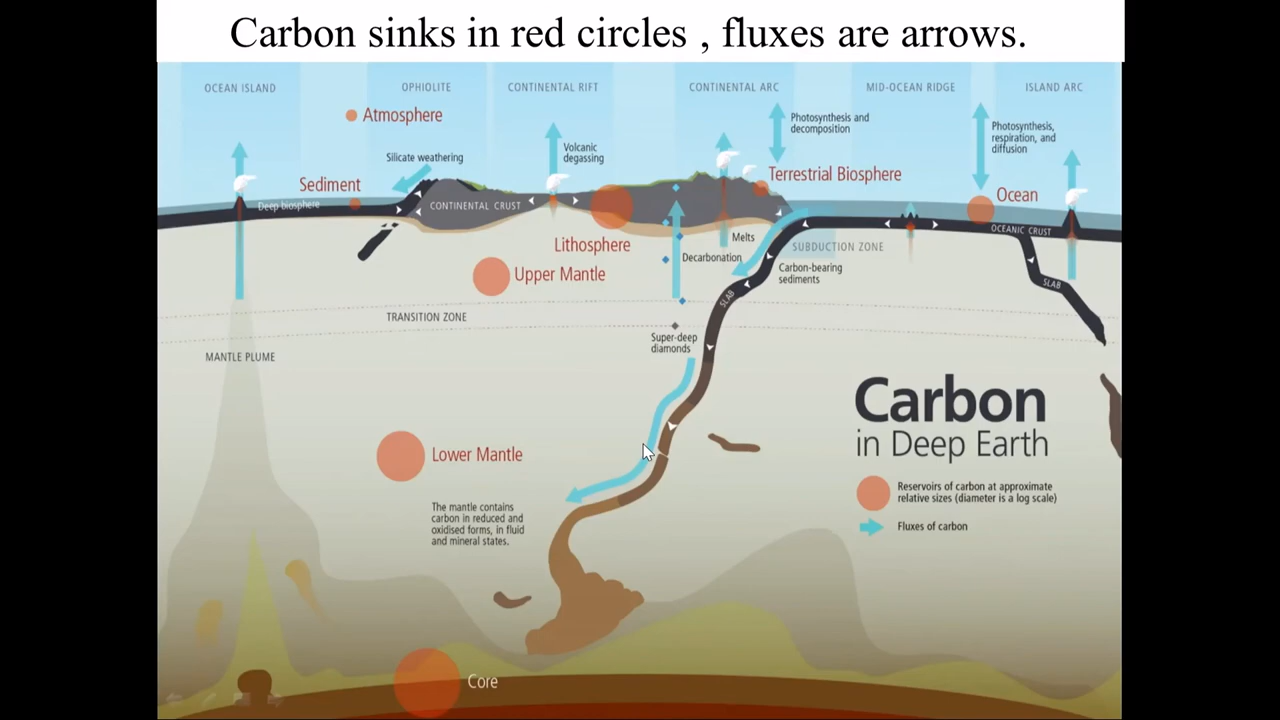 Carbon sinks in red circles , fluxes are arrows.
OCEAN ISLAND
OPHIOLITE
CONTINENTAL RIFT
CONTINENTAL ARC
MID-OCEAN RIDGE
ISLAND ARC
Atmosphere
Photosynthesis and
decomposition
Photosynthesis,
respiration, and
diffusion
Silicate weathering
Volcanic
degassing
Sediment
Terrestrial Biosphere
Ocean
Deep biosphere
CONTINENTAL CRUST
OCEANIC CRUST
Lithosphere
Melts
SUBDUCTION ZONE
Decarbonation
Carbon-bearing
sediments
Upper Mantle
SLAB
SLAB
TRANSITION ZONE
Super-deep
diamonds
MANTLE PLUME
Carbon
in Deep Earth
Lower Mantle
Reservoirs of carbon at approximate
relative sizes (diameter is a log scale)
Fluxes of carbon
The mantle contains
carbon in reduced and
oxidised forms, in fluid
and mineral states.
Core